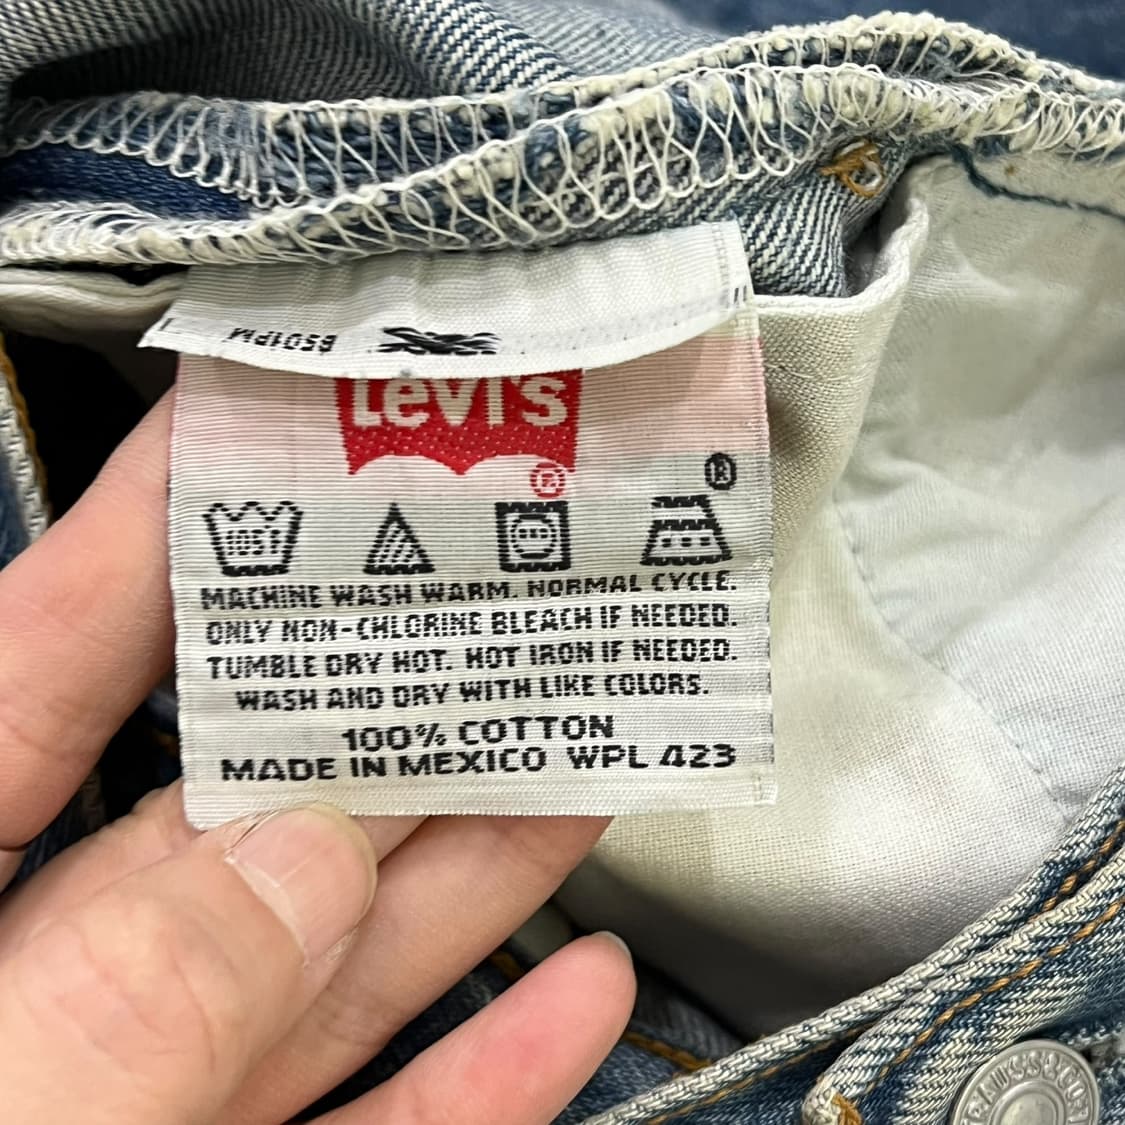 Levi's
®
®
105F
MACHINE WASH WARM. NORMAL CYCLE.
ONLY NON-CHLORINE BLEACH IF NEEDED.
TUMBLE DRY HOT. HOT IRON IF NEEDED.
WASH AND DRY WITH LIKE COLORS.
100% COTTON
MADE IN MEXICO WPL 423